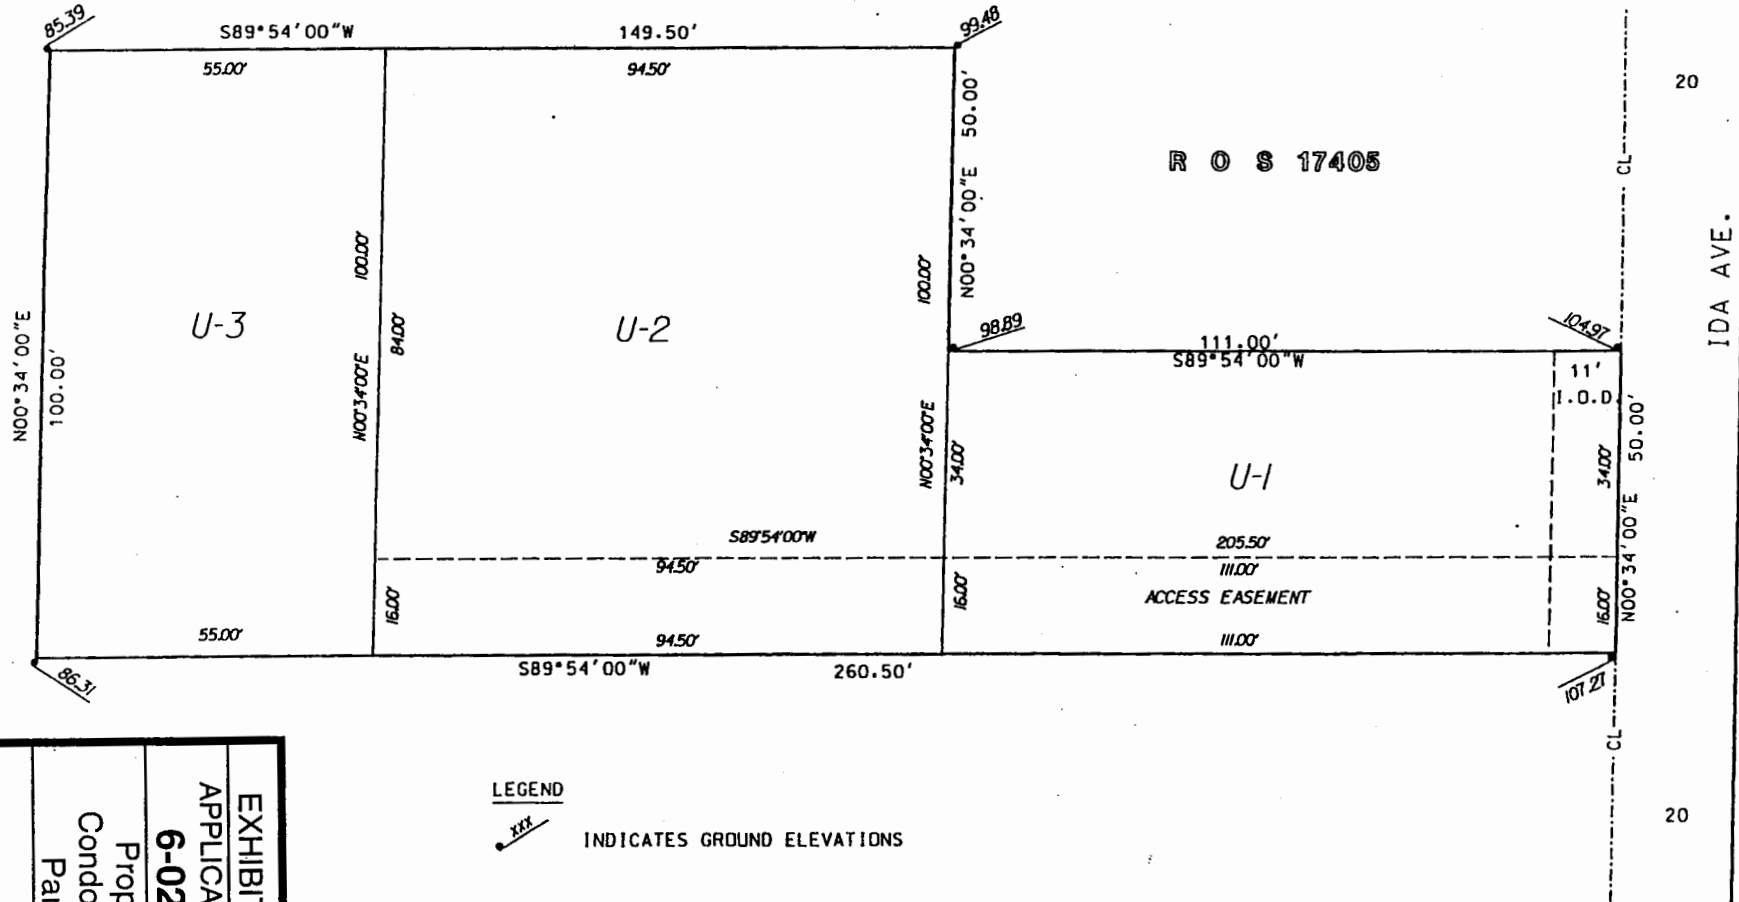 85.39
S89°54'00"W
149.50'
99.48
55.00'
94.50'
20
N00°34'00"E 50.00'
R O S 17405
CL
IDA AVE.
100.00'
100.00'
N00°34'00"E
100.00'
U-3
84.00'
N00°34'00"E
U-2
98.89
104.97
111.00'
S89°54'00"W
11'
I.O.D.
N00°34'00"E
34.00'
U-1
34.00'
N00°34'00"E 50.00'
S89°54'00"W
205.50'
94.50'
111.00'
16.00'
16.00'
ACCESS EASEMENT
16.00'
55.00'
94.50'
111.00'
S89°54'00"W
260.50'
86.31
107.27
CL
EXHIBIT
APPLICA
6-02
Prop
Condo
Par
LEGEND
XXX
INDICATES GROUND ELEVATIONS
20